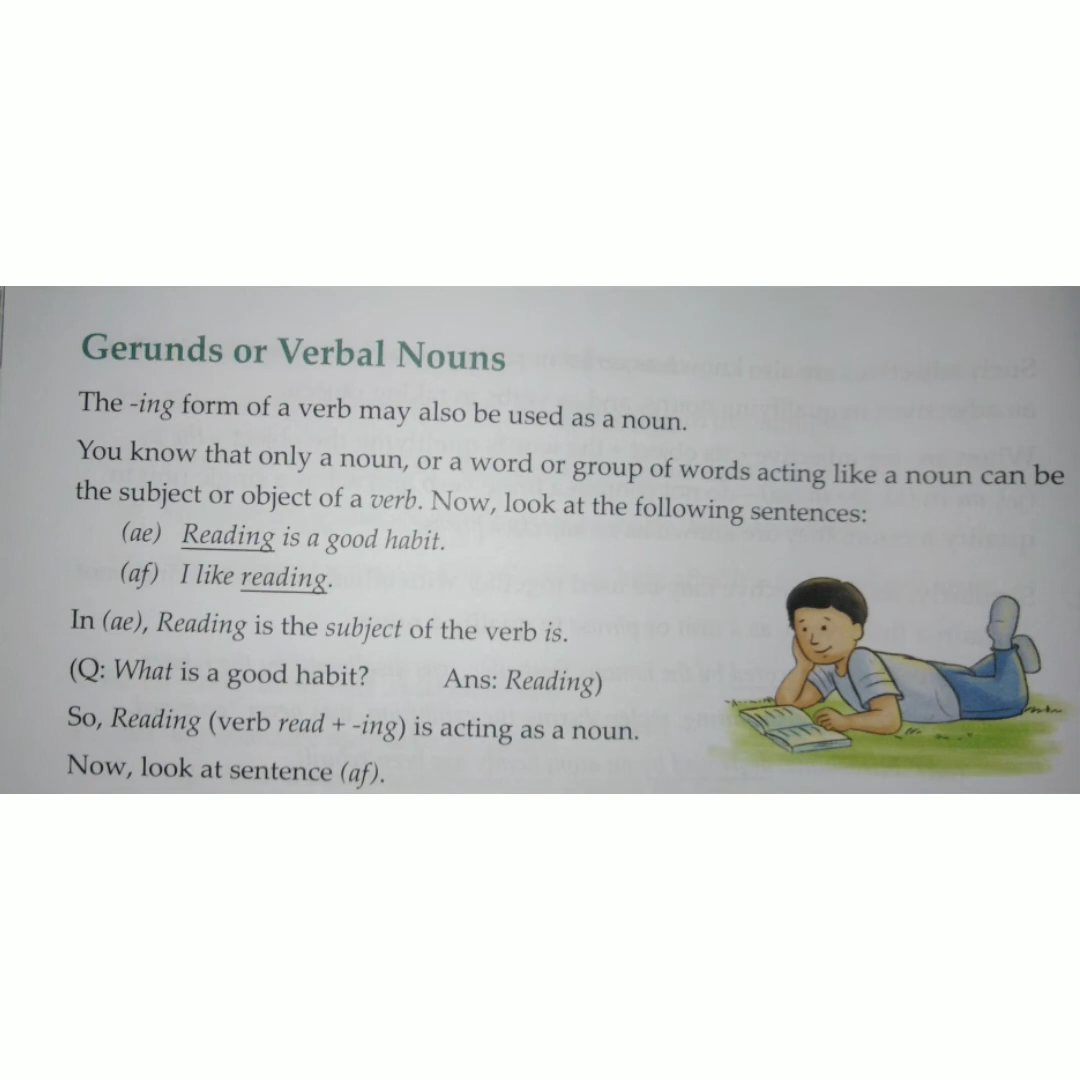 Gerunds or Verbal Nouns
The -ing form of a verb may also be used as a noun.
You know that only a noun, or a word or group of words acting like a noun can be
the subject or object of a verb. Now, look at the following sentences:
(ae) Reading is a good habit.
(af) I like reading.
In (ae), Reading is the subject of the verb is.
(Q: What is a good habit? Ans: Reading)
So, Reading (verb read + -ing) is acting as a noun.
Now, look at sentence (af).